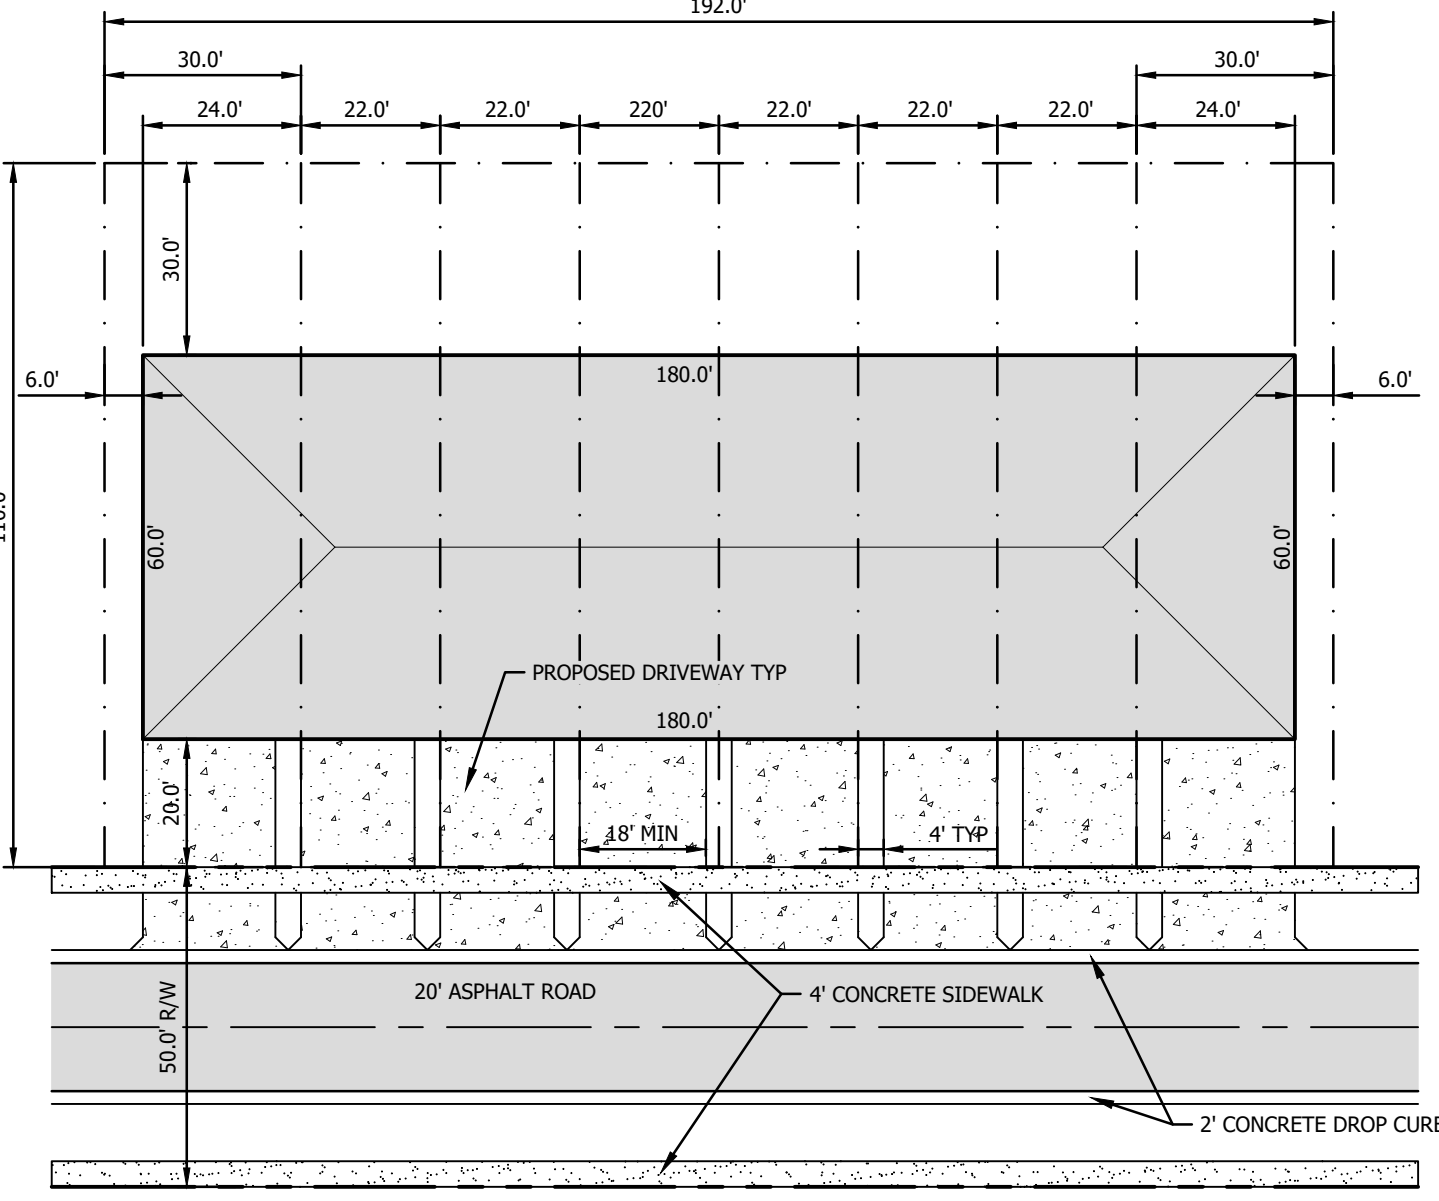 192.0'
30.0'
30.0'
24.0'
22.0'
22.0'
220'
22.0'
22.0'
22.0'
24.0'
30.0'
6.0'
180.0'
6.0'
60.0'
60.0'
PROPOSED DRIVEWAY TYP
180.0'
20.0'
18' MIN
4' TYP
20' ASPHALT ROAD
4' CONCRETE SIDEWALK
50.0' R/W
2' CONCRETE DROP CURB